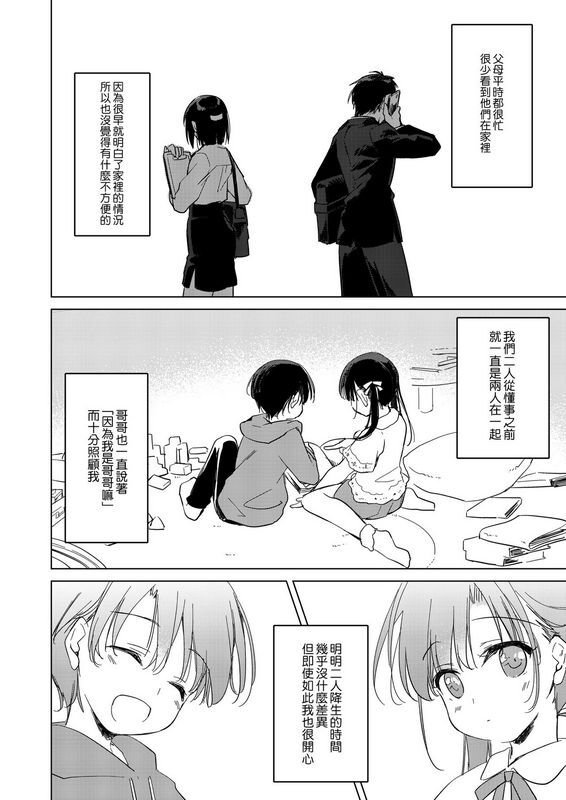 父母平時都很忙
很少看到他們在家裡
因為很早就明白了家裡的情況
所以也沒覺得有什麼不方便的
我們二人從懂事之前
就一直是兩人在一起
哥哥也一直說著
「因為我是哥哥嘛」
而十分照顧我
明明二人降生的時間
幾乎沒什麼差異
但即使如此我也很開心